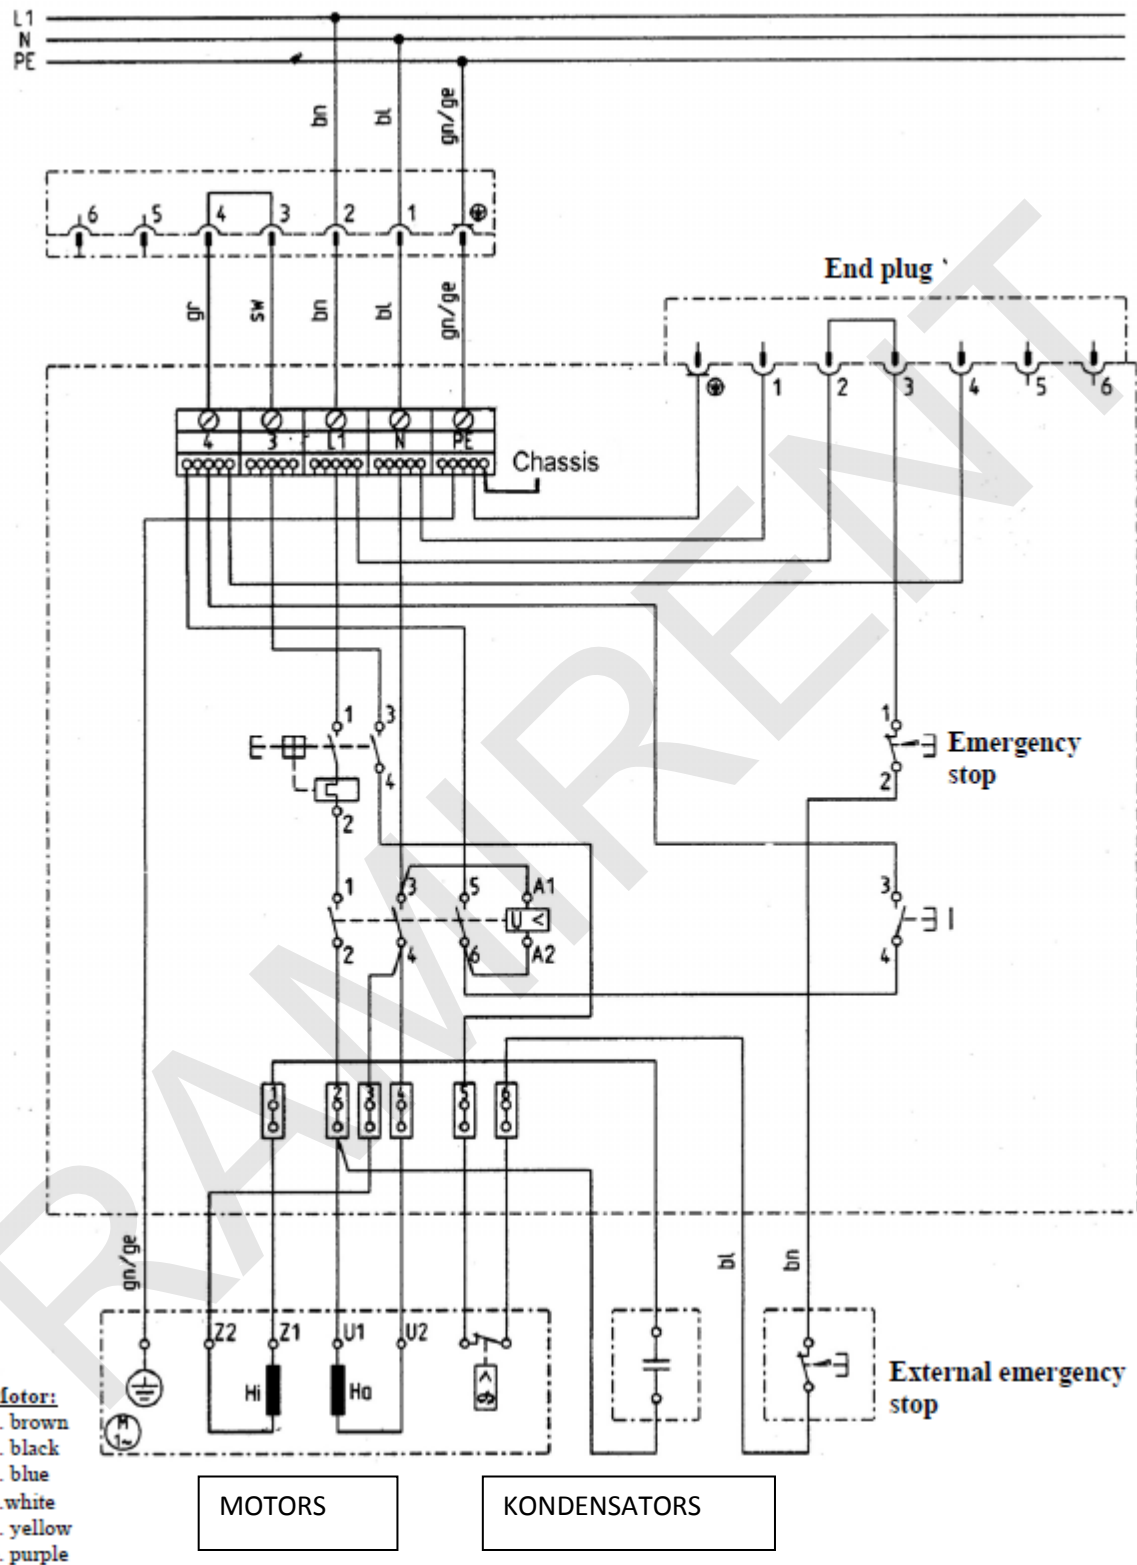 L1
N
PE
bn bl gn/ge
6 5 4 3 2 1
gr sw bn bl gn/ge
End plug
1 2 3 4 5 6
4 3 L1 N PE
Chassis
1 3
4
2
1
2
Emergency
stop
1 3 5 A1
U <
2 4 6 A2
3
4
1 2 3 4 5 6
gn/ge
bl bn
Z2 Z1 U1 U2
Hi Ha
M
1~
External emergency
stop
Motor:
. brown
. black
. blue
.white
. yellow
. purple
MOTORS
KONDENSATORS
RAMIRENT